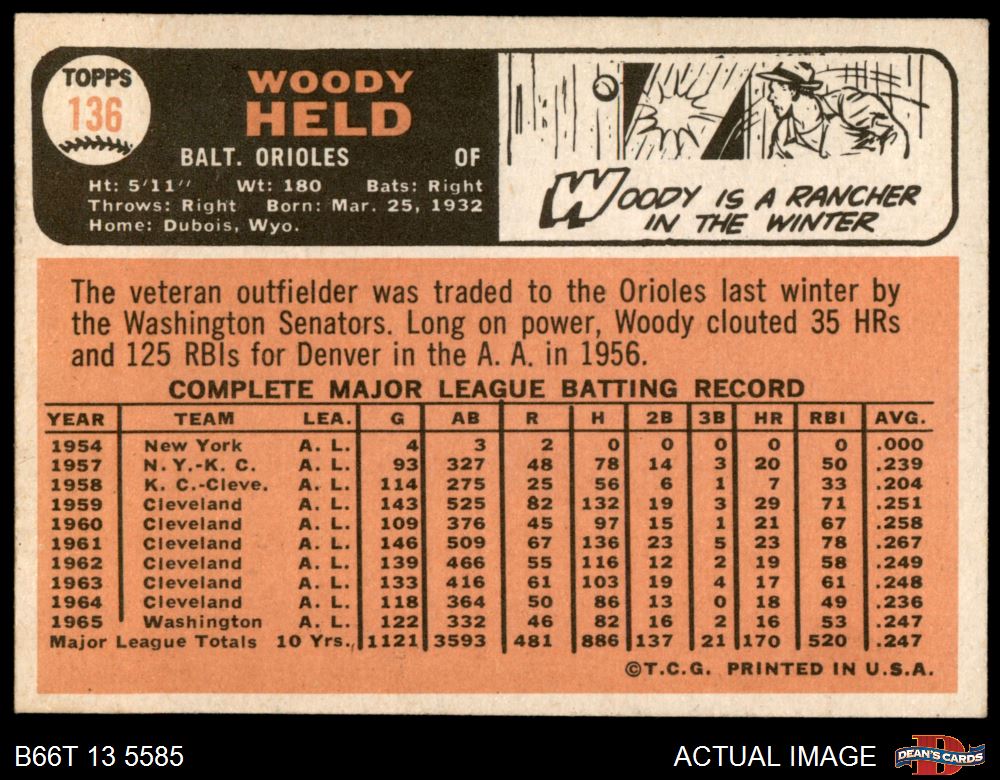 TOPPS
136
WOODY
HELD
BALT. ORIOLES OF
Ht: 5'11" Wt: 180 Bats: Right
Throws: Right Born: Mar. 25, 1932
Home: Dubois, Wyo.
WOODY IS A RANCHER
IN THE WINTER
The veteran outfielder was traded to the Orioles last winter by
the Washington Senators. Long on power, Woody clouted 35 HRs
and 125 RBIs for Denver in the A. A. in 1956.
COMPLETE MAJOR LEAGUE BATTING RECORD
YEAR TEAM LEA. G AB R H 2B 3B HR RBI AVG.
1954 New York A. L. 4 3 2 0 0 0 0 0 .000
1957 N. Y.-K. C. A. L. 93 327 48 78 14 3 20 50 .239
1958 K. C.-Cleve. A. L. 114 275 25 56 6 1 7 33 .204
1959 Cleveland A. L. 143 525 82 132 19 3 29 71 .251
1960 Cleveland A. L. 109 376 45 97 15 1 21 67 .258
1961 Cleveland A. L. 146 509 67 136 23 5 23 78 .267
1962 Cleveland A. L. 139 466 55 116 12 2 19 58 .249
1963 Cleveland A. L. 133 416 61 103 19 4 17 61 .248
1964 Cleveland A. L. 118 364 50 86 13 0 18 49 .236
1965 Washington A. L. 122 332 46 82 16 2 16 53 .247
Major League Totals 10 Yrs. 1121 3593 481 886 137 21 170 520 .247
©T.C.G. PRINTED IN U.S.A.
B66T 13 5585 ACTUAL IMAGE
DEAN'S CARDS